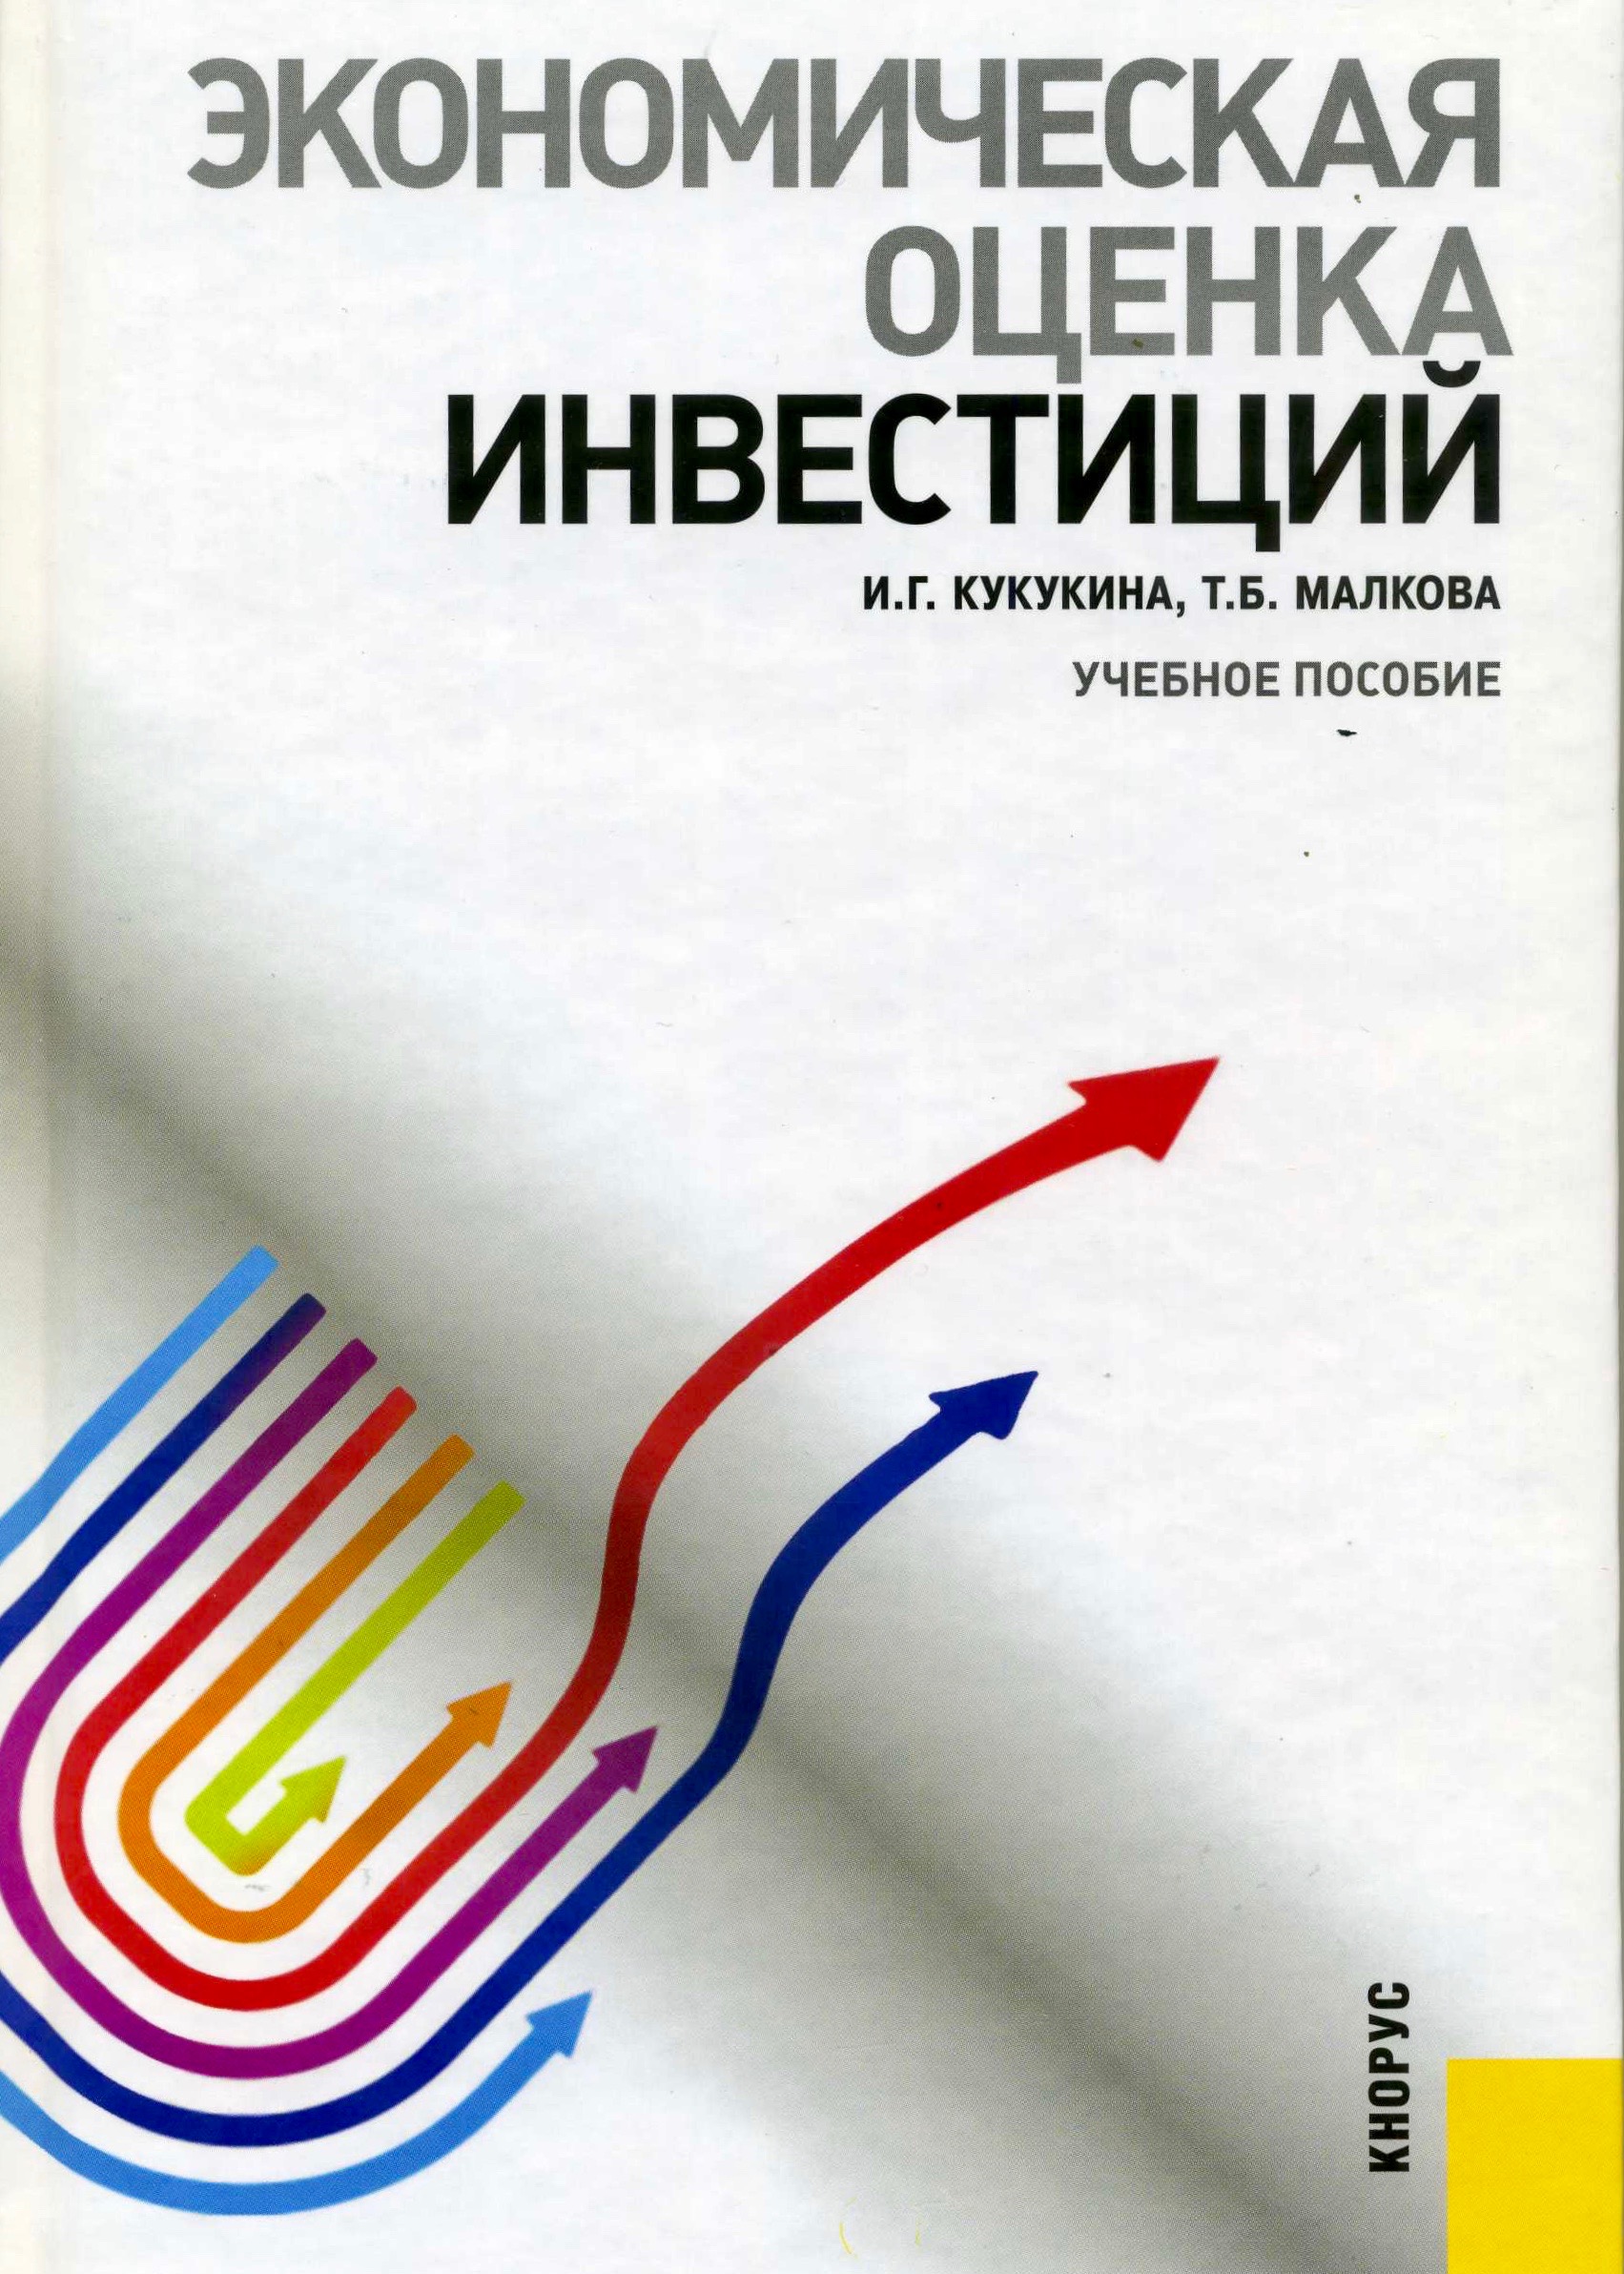 ЭКОНОМИЧЕСКАЯ
ОЦЕНКА
ИНВЕСТИЦИЙ
И.Г. КУКУКИНА, Т.Б. МАЛКОВА
УЧЕБНОЕ ПОСОБИЕ
КНОРУС